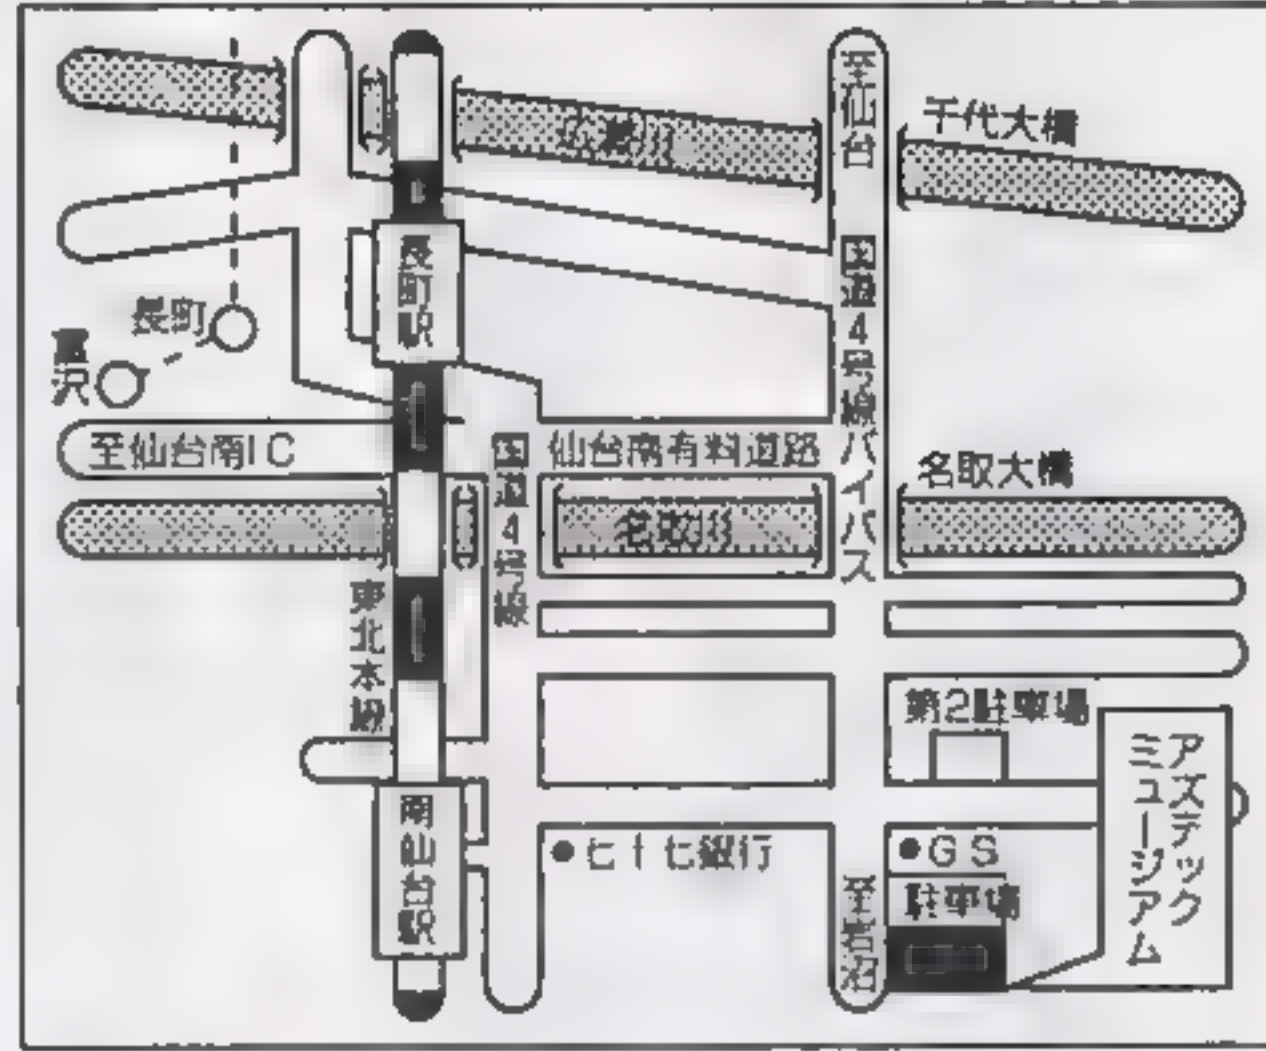 至仙台
千代大橋
広瀬川
国道4号線バイパス
長町駅
長町
富沢
至仙台南IC
国道4号線
仙台南有料道路
名取大橋
名取川
東北本線
第2駐車場
アズテック
ミュージアム
南仙台駅
●七十七銀行
●GS
駐車場
至岩沼